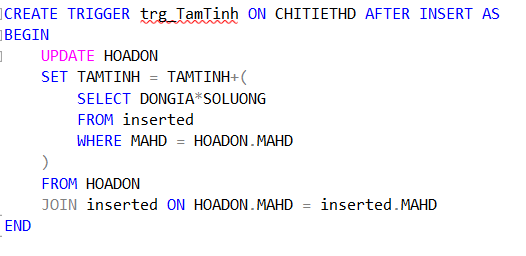 CREATE TRIGGER trg_TamTinh ON CHITIETHD AFTER INSERT AS
BEGIN
    UPDATE HOADON
    SET TAMTINH = TAMTINH+(
        SELECT DONGIA*SOLUONG
        FROM inserted
        WHERE MAHD = HOADON.MAHD
    )
    FROM HOADON
    JOIN inserted ON HOADON.MAHD = inserted.MAHD
END